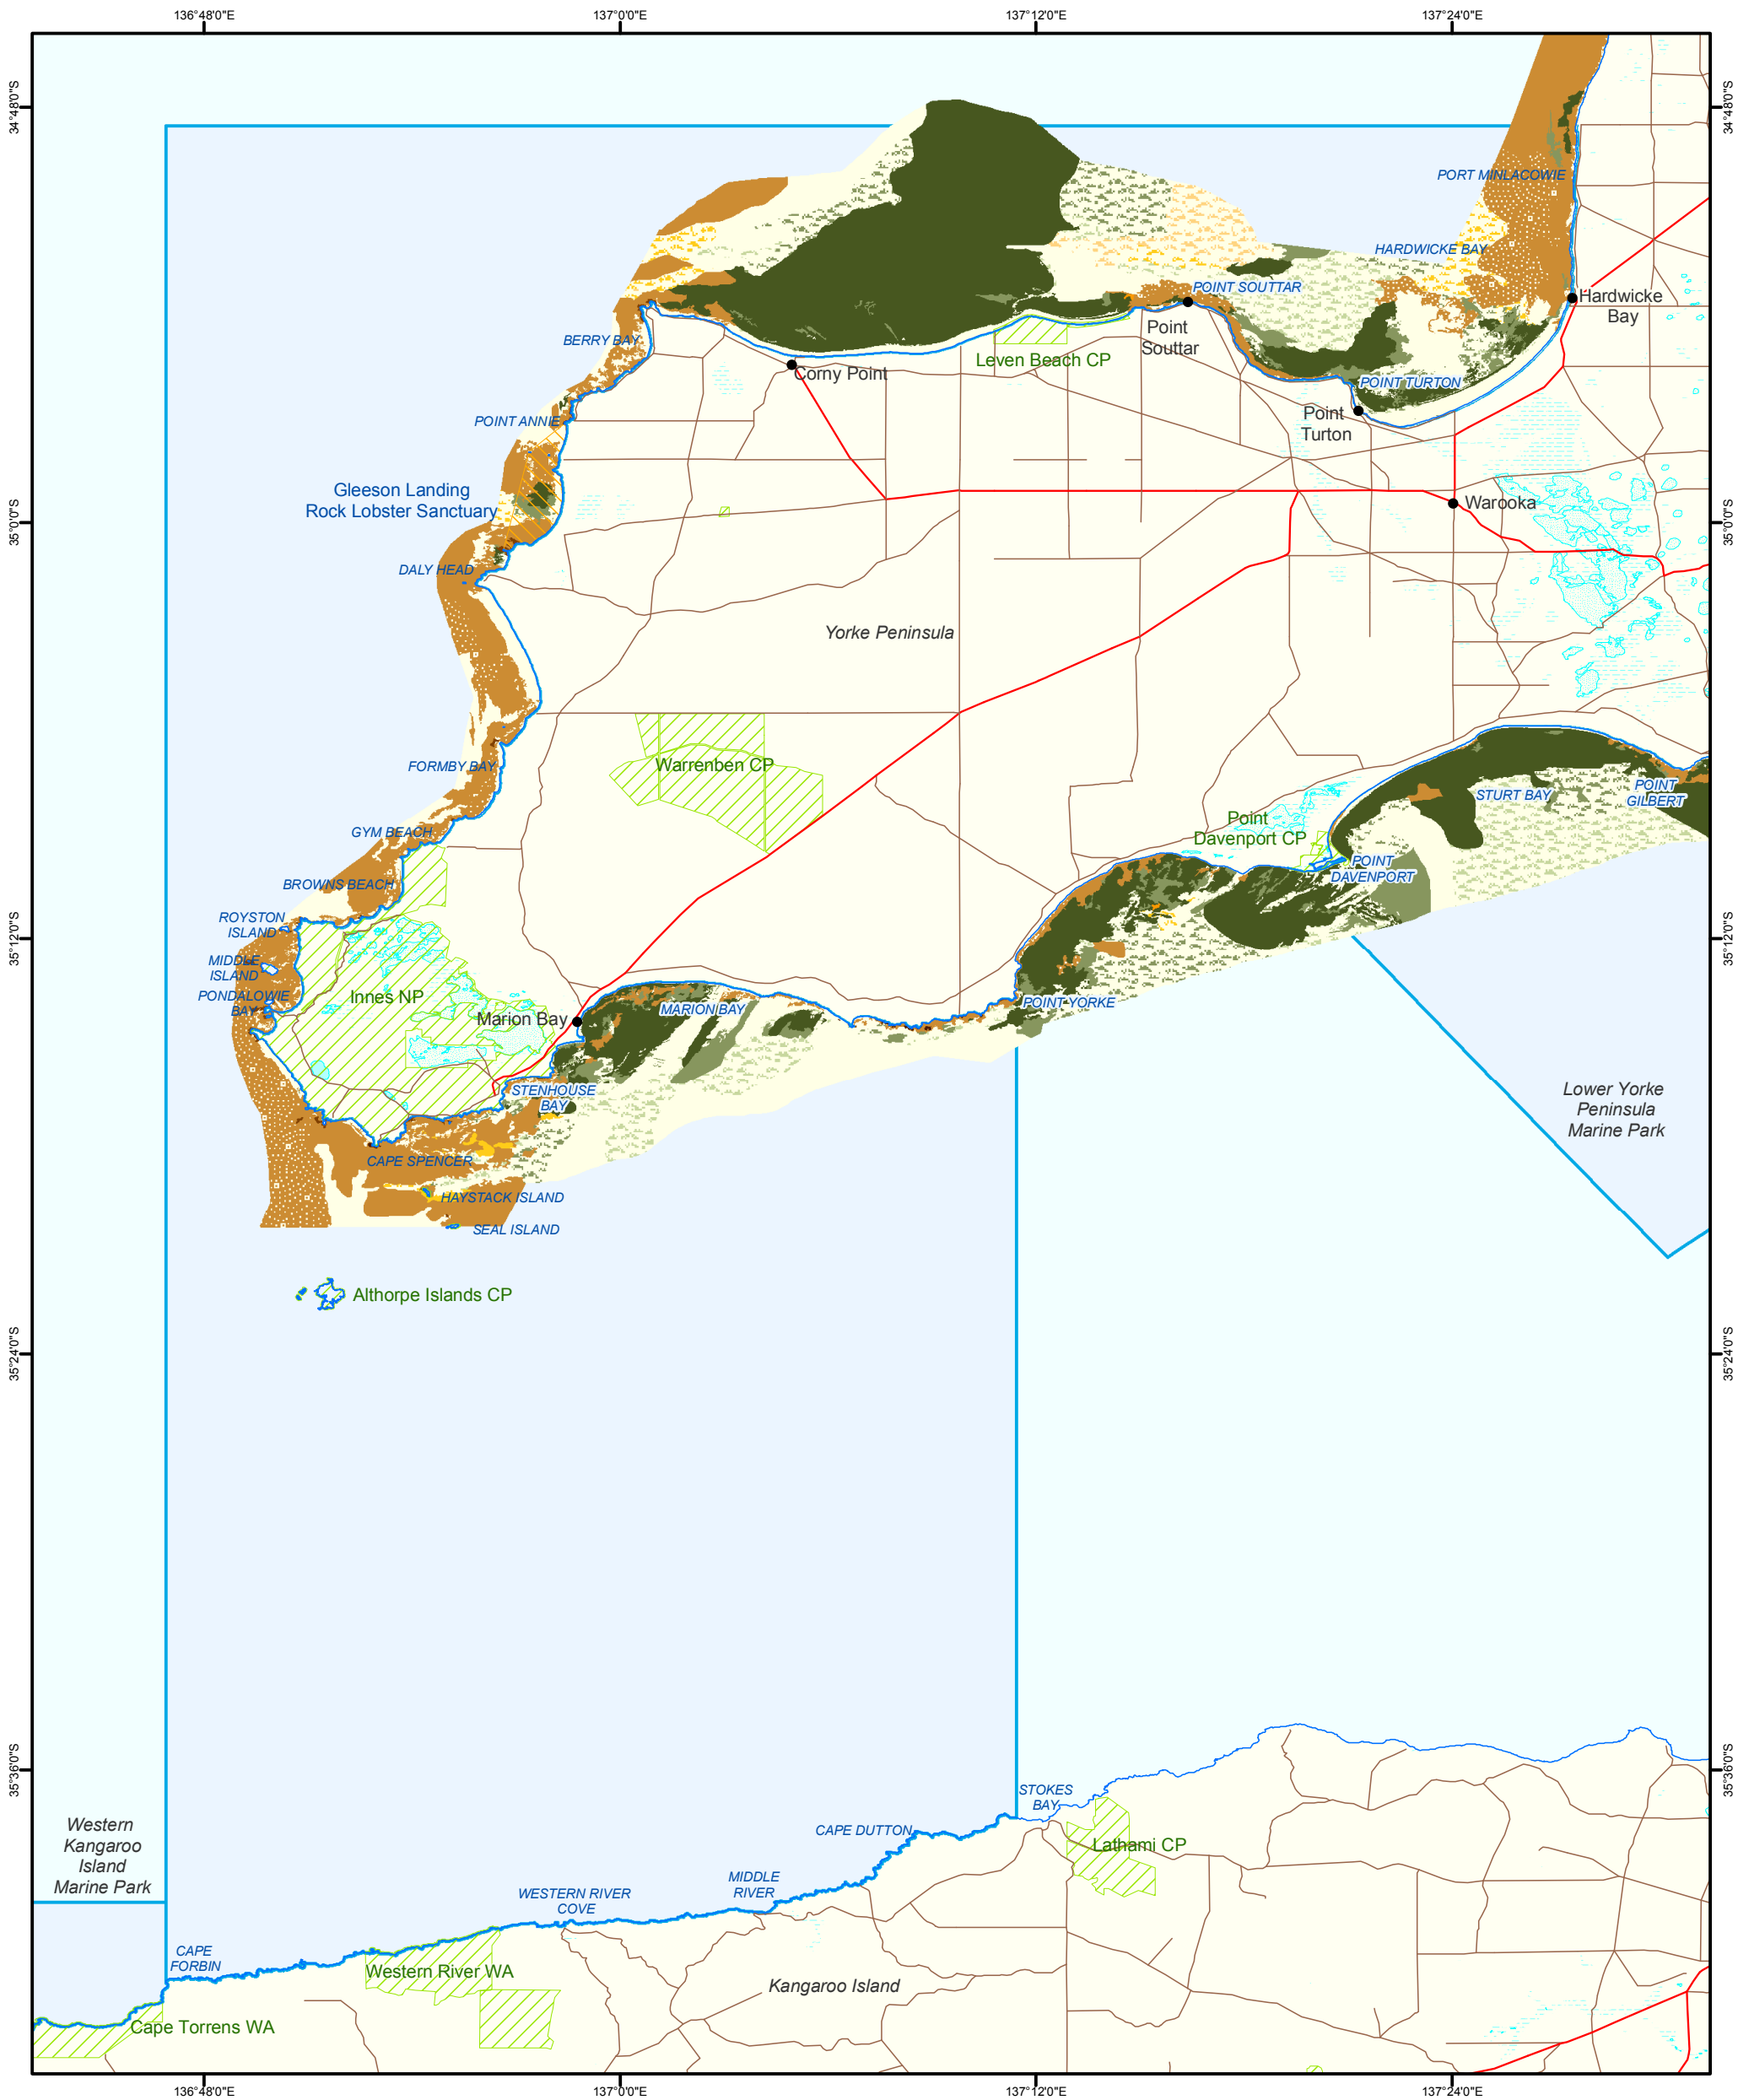 136°48'0"E
137°0'0"E
137°12'0"E
137°24'0"E
34°48'0"S
34°48'0"S
PORT MINLACOWIE
HARDWICKE BAY
POINT SOUTTAR
Hardwicke
Bay
Point
Souttar
BERRY BAY
Leven Beach CP
Corny Point
POINT TURTON
Point
Turton
POINT ANNIE
Gleeson Landing
Rock Lobster Sanctuary
Warooka
35°0'0"S
35°0'0"S
DALY HEAD
Yorke Peninsula
FORMBY BAY
Warrenben CP
STURT BAY
POINT
GILBERT
Point
Davenport CP
GYM BEACH
POINT
DAVENPORT
BROWNS BEACH
ROYSTON
ISLAND
35°12'0"S
35°12'0"S
MIDDLE
ISLAND
PONDALOWIE
BAY
Innes NP
Marion Bay
MARION BAY
POINT YORKE
STENHOUSE
BAY
Lower Yorke
Peninsula
Marine Park
CAPE SPENCER
HAYSTACK ISLAND
SEAL ISLAND
Althorpe Islands CP
35°24'0"S
35°24'0"S
35°36'0"S
35°36'0"S
STOKES
BAY
Western
Kangaroo
Island
Marine Park
CAPE DUTTON
Lathami CP
MIDDLE
RIVER
WESTERN RIVER
COVE
CAPE
FORBIN
Western River WA
Kangaroo Island
Cape Torrens WA
136°48'0"E
137°0'0"E
137°12'0"E
137°24'0"E